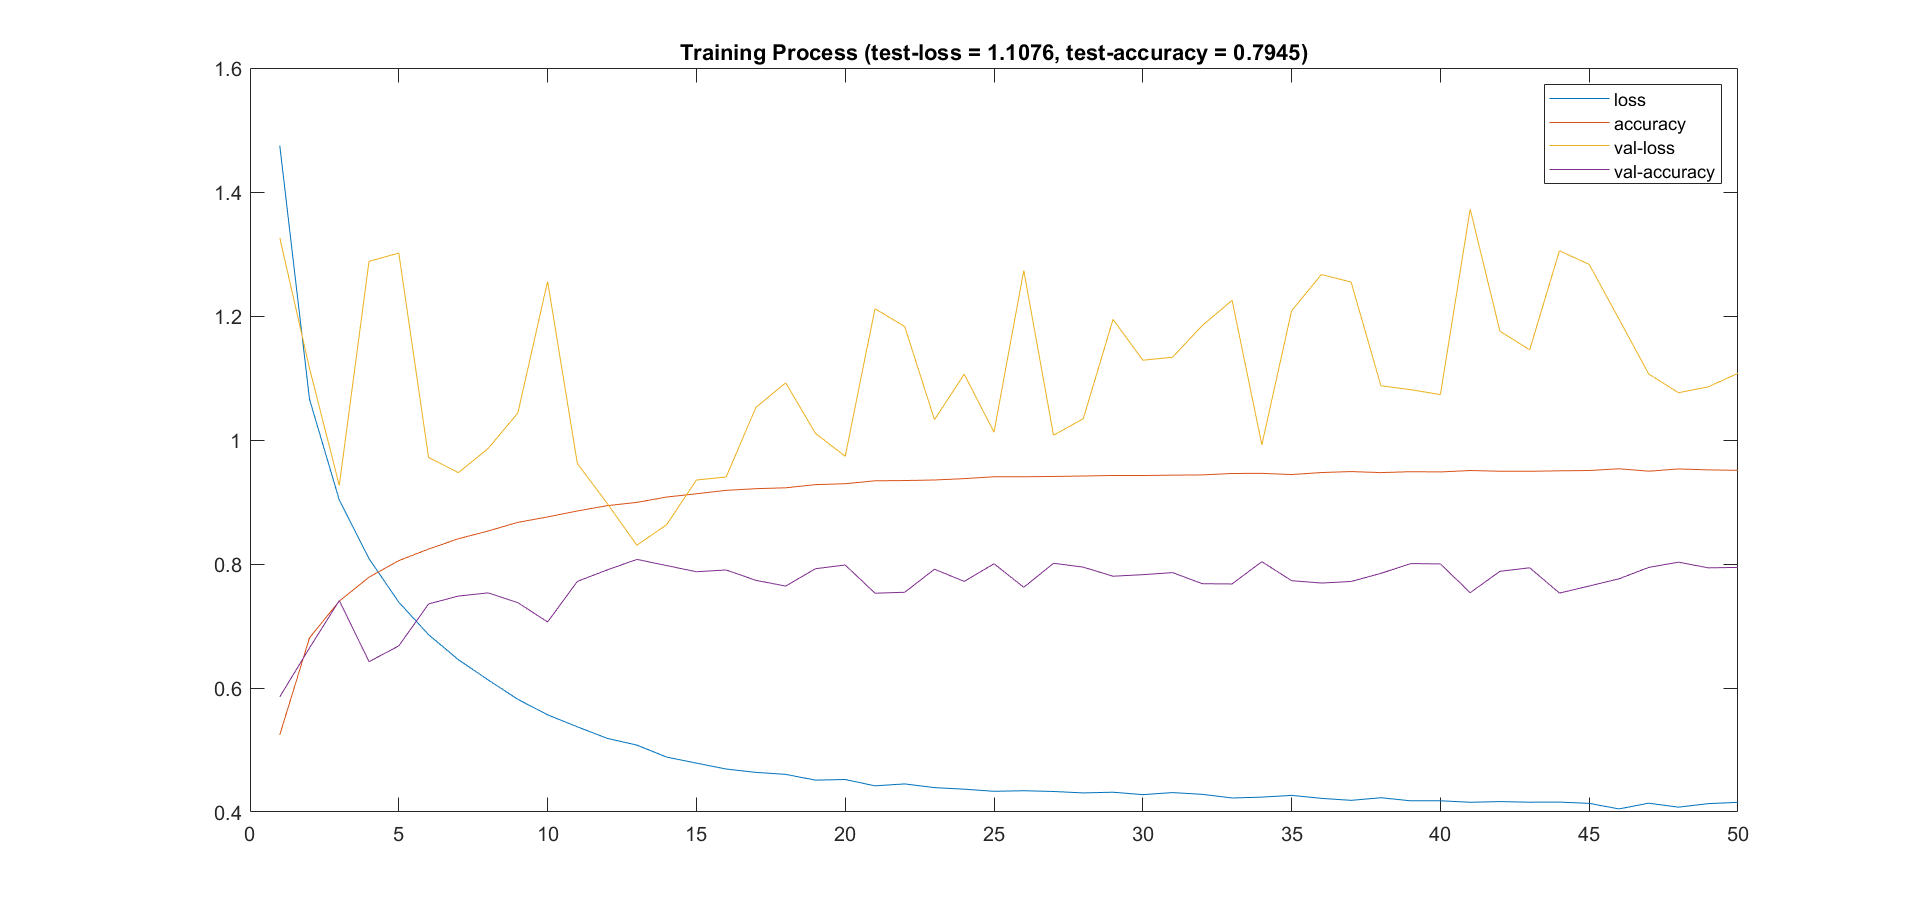 Training Process (test-loss = 1.1076, test-accuracy = 0.7945)
1.6
1.4
1.2
1
0.8
0.6
0.4
loss
accuracy
val-loss
val-accuracy
0 5 10 15 20 25 30 35 40 45 50